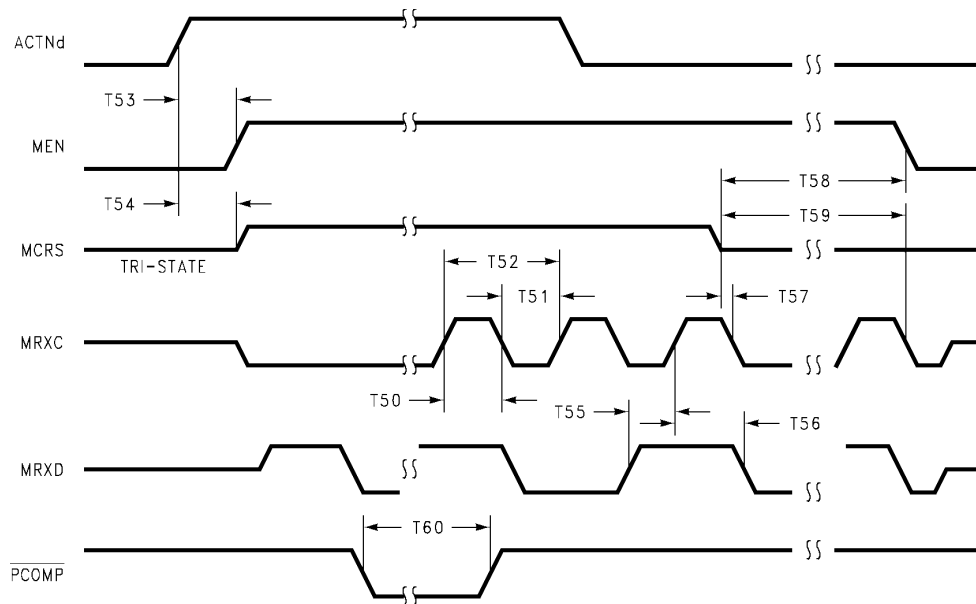 ACTNd
T53
MEN
T58
T54
T59
MCRS
TRI-STATE
T52
T51
T57
MRXC
T50
T55
T56
MRXD
T60
PCOMP